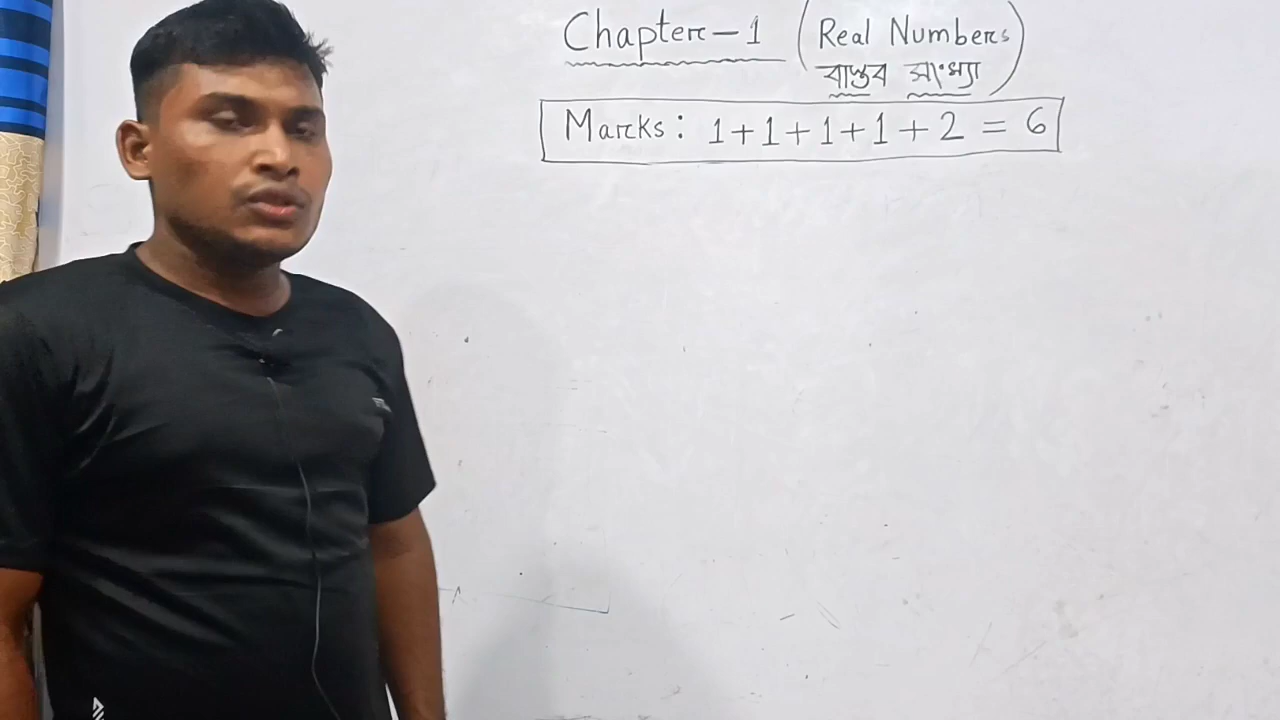 Chapter-1 (Real Numbers)
বাস্তব সংখ্যা
Marks: 1+1+1+1+2 = 6